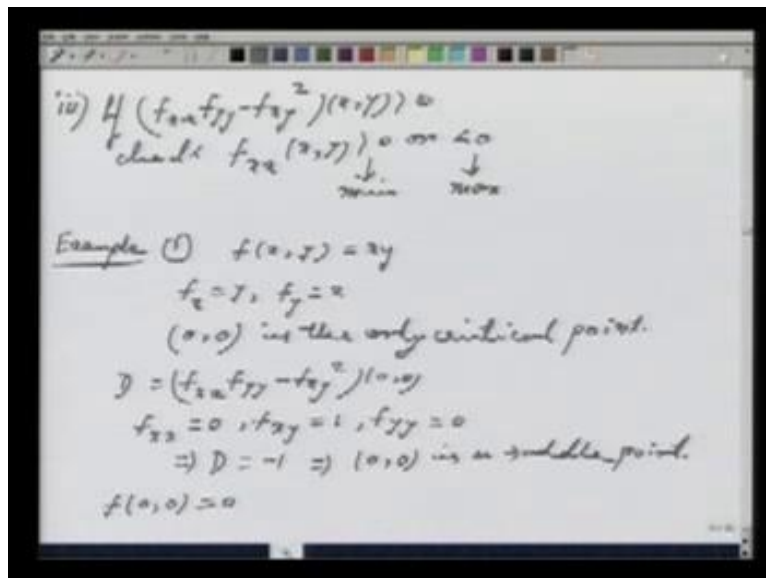 iii) If (fxx fyy - fxy²)(x,y) > 0
check fxx (x,y) > 0 or < 0
↓ ↓
min max
Example ① f(x,y) = xy
fx = y, fy = x
(0,0) is the only critical point.
D = (fxx fyy - fxy²)(0,0)
fxx = 0, fxy = 1, fyy = 0
⇒ D = -1 ⇒ (0,0) is a saddle point.
f(0,0) = 0